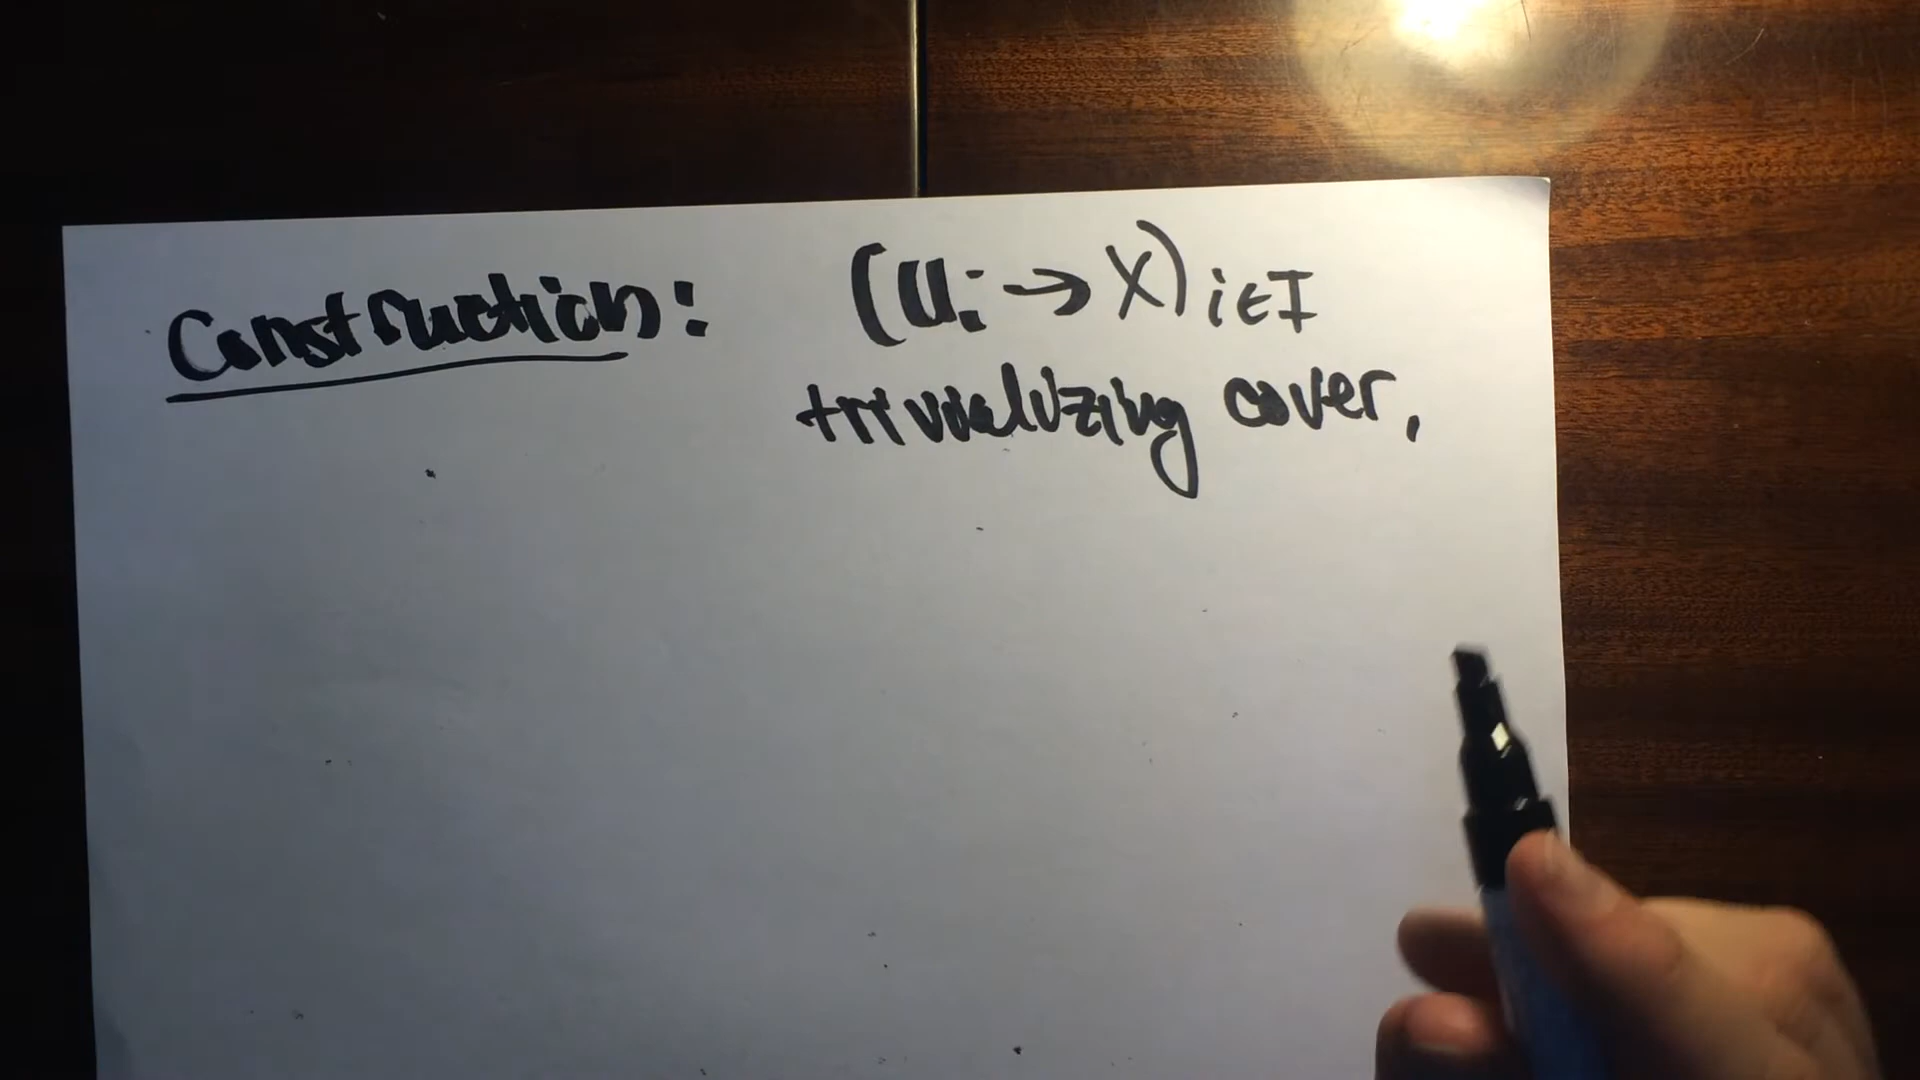 Construction: (Ui → X) i∈I
trivializing cover,